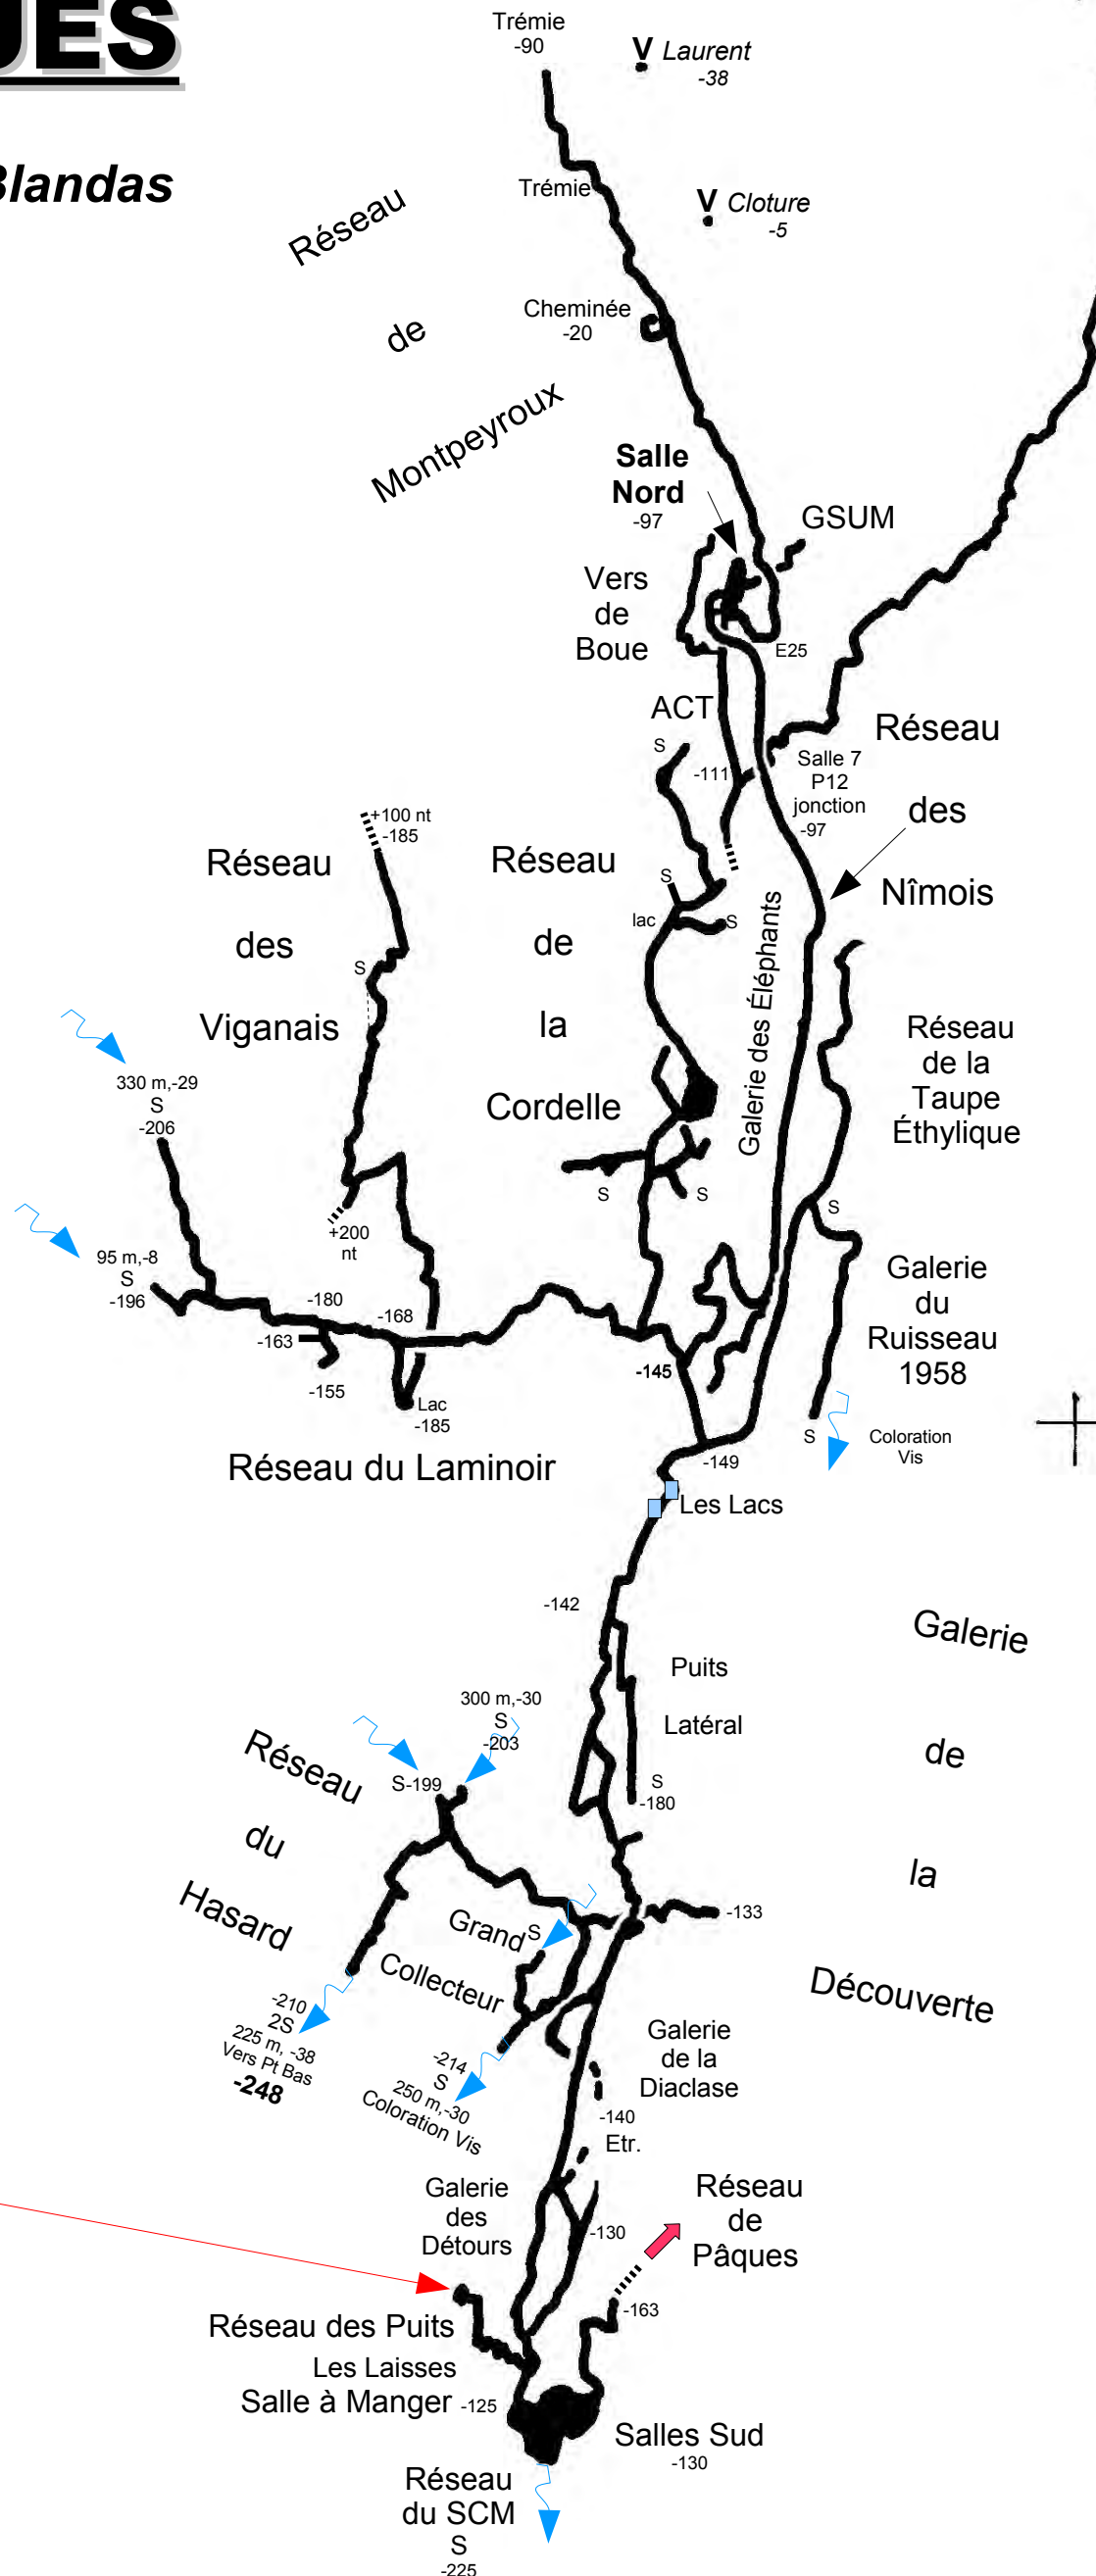 UES
Blandas
Trémie
-90
V Laurent
-38
Trémie
V Cloture
-5
Réseau
de
Montpeyroux
Cheminée
-20
Salle
Nord
-97
GSUM
Vers
de
Boue
E25
ACT
S
-111
Salle 7
P12
jonction
-97
Réseau
des
Nîmois
+100 nt
-185
Réseau
des
Viganais
S
Réseau
de
la
Cordelle
S
lac
S
Galerie des Éléphants
Réseau
de la
Taupe
Éthylique
330 m,-29
S
-206
S
S
S
+200
nt
95 m,-8
S
-196
-180
-168
-163
-155
Lac
-185
-145
Galerie
du
Ruisseau
1958
S
Coloration
Vis
Réseau du Laminoir
-149
Les Lacs
-142
Puits
Latéral
S
-180
Galerie
de
la
Découverte
300 m,-30
S
-203
S-199
Réseau
du
Hasard
-133
Grand
S
Collecteur
-210
2S
225 m, -38
Vers Pt Bas
-248
-214
S
250 m,-30
Coloration Vis
Galerie
de la
Diaclase
-140
Etr.
Galerie
des
Détours
-130
Réseau
de
Pâques
-163
Réseau des Puits
Les Laisses
Salle à Manger -125
Salles Sud
-130
Réseau
du SCM
S
-225